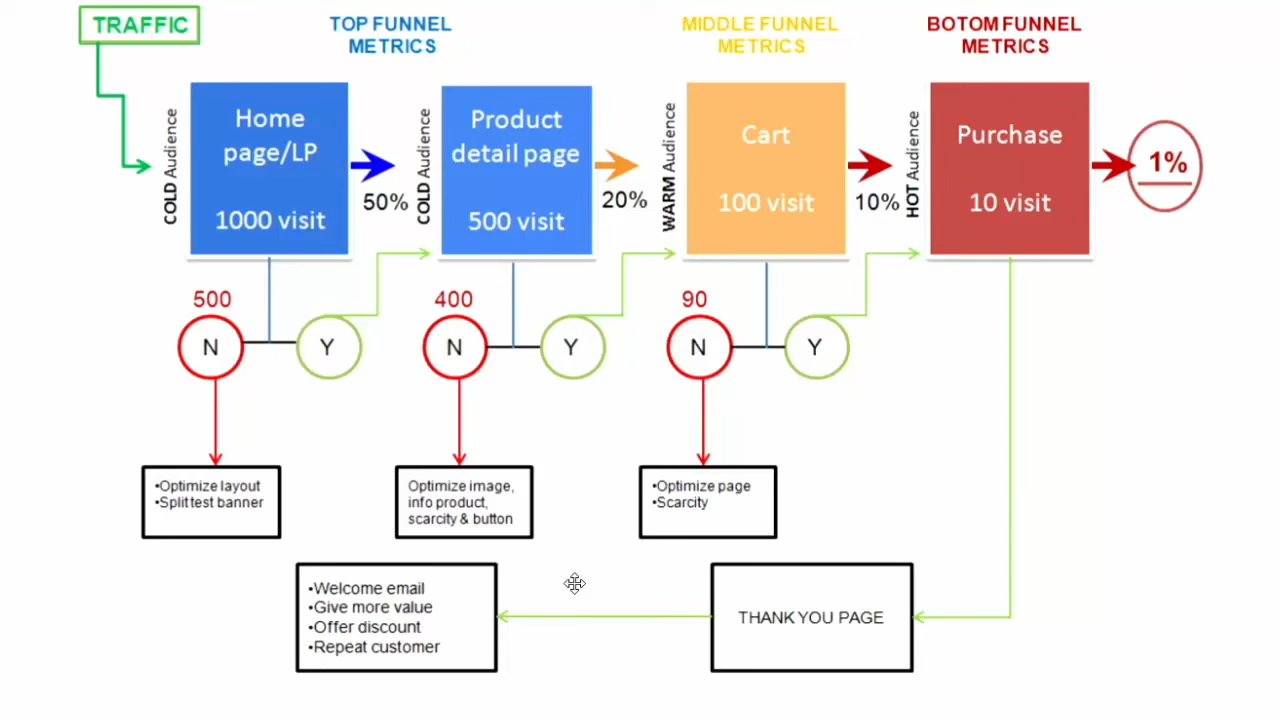 TRAFFIC
TOP FUNNEL
METRICS
MIDDLE FUNNEL
METRICS
BOTOM FUNNEL
METRICS
COLD Audience
Home
page/LP
1000 visit
50%
COLD Audience
Product
detail page
500 visit
20%
WARM Audience
Cart
100 visit
10%
HOT Audience
Purchase
10 visit
1%
500
N
Y
400
N
Y
90
N
Y
•Optimize layout
•Split test banner
Optimize image,
info product,
scarcity & button
•Optimize page
•Scarcity
•Welcome email
•Give more value
•Offer discount
•Repeat customer
THANK YOU PAGE